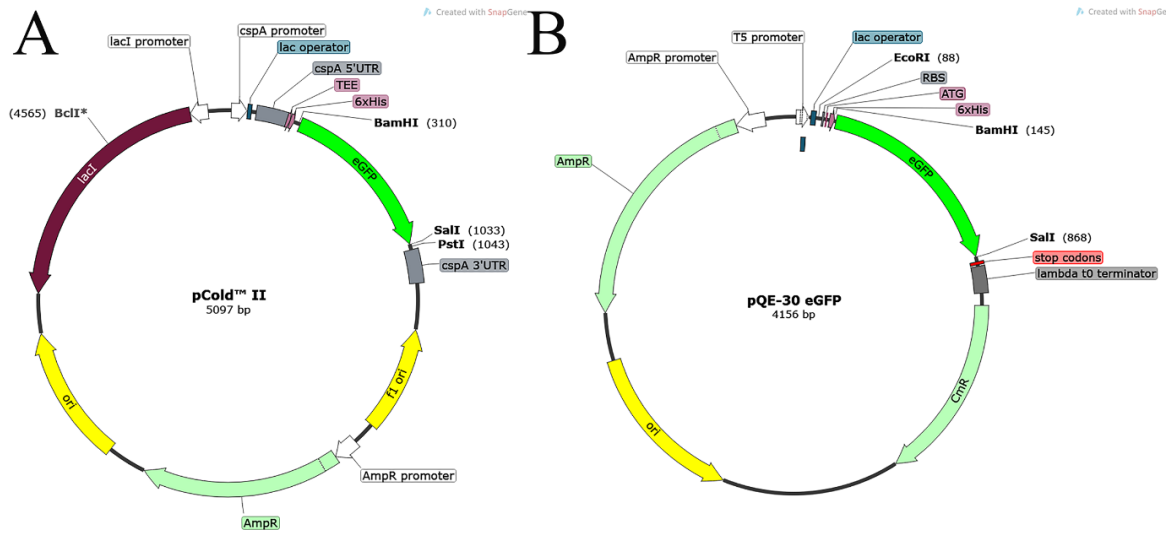 A
Created with SnapGene
lacI promoter
cspA promoter
lac operator
cspA 5'UTR
TEE
6xHis
BamHI (310)
(4565) BclI*
lacI
eGFP
SalI (1033)
PstI (1043)
cspA 3'UTR
pCold™ II
5097 bp
ori
f1 ori
AmpR promoter
AmpR
B
Created with SnapGen
T5 promoter
AmpR promoter
lac operator
EcoRI (88)
RBS
ATG
6xHis
BamHI (145)
AmpR
eGFP
SalI (868)
stop codons
lambda t0 terminator
pQE-30 eGFP
4156 bp
CmR
ori